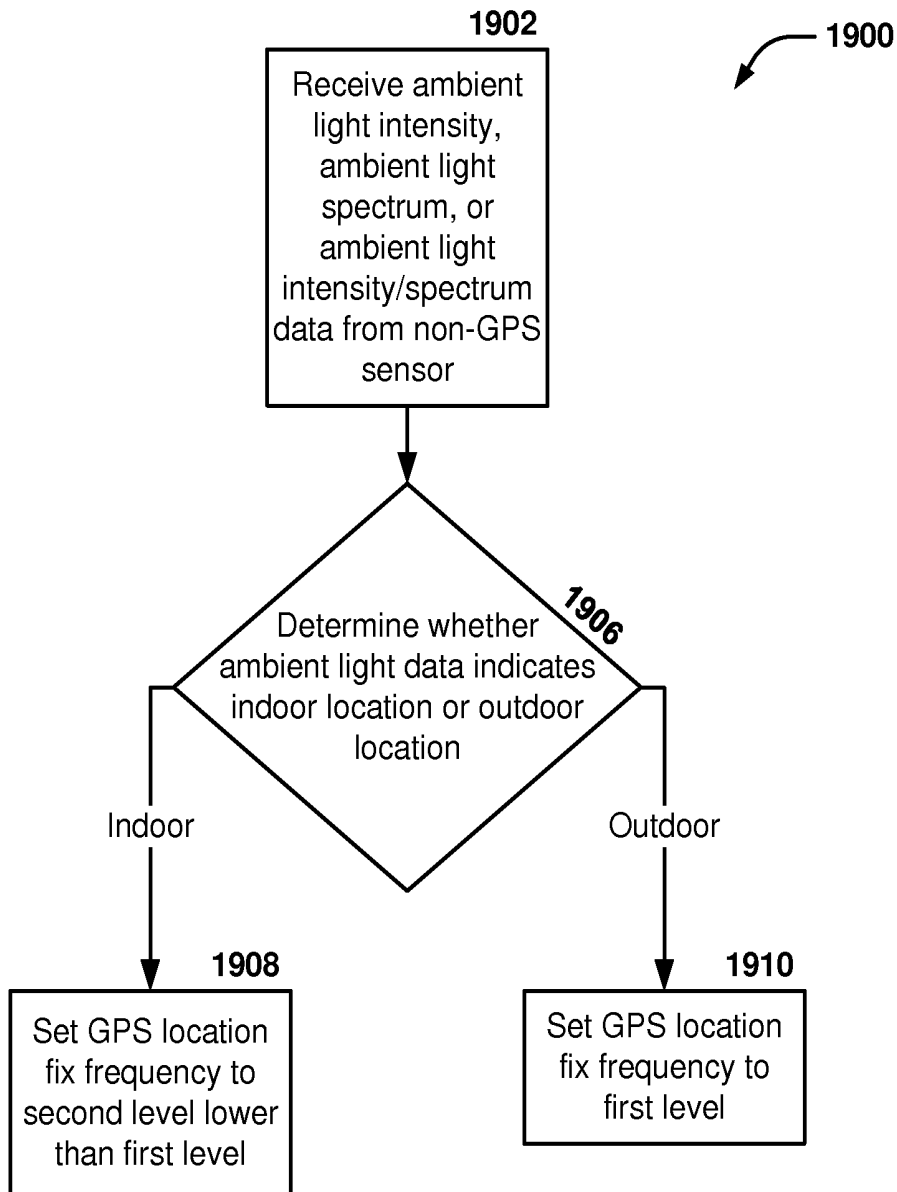 1902
1900
Receive ambient
light intensity,
ambient light
spectrum, or
ambient light
intensity/spectrum
data from non-GPS
sensor
1906
Determine whether
ambient light data indicates
indoor location or outdoor
location
Indoor
Outdoor
1908
Set GPS location
fix frequency to
second level lower
than first level
1910
Set GPS location
fix frequency to
first level